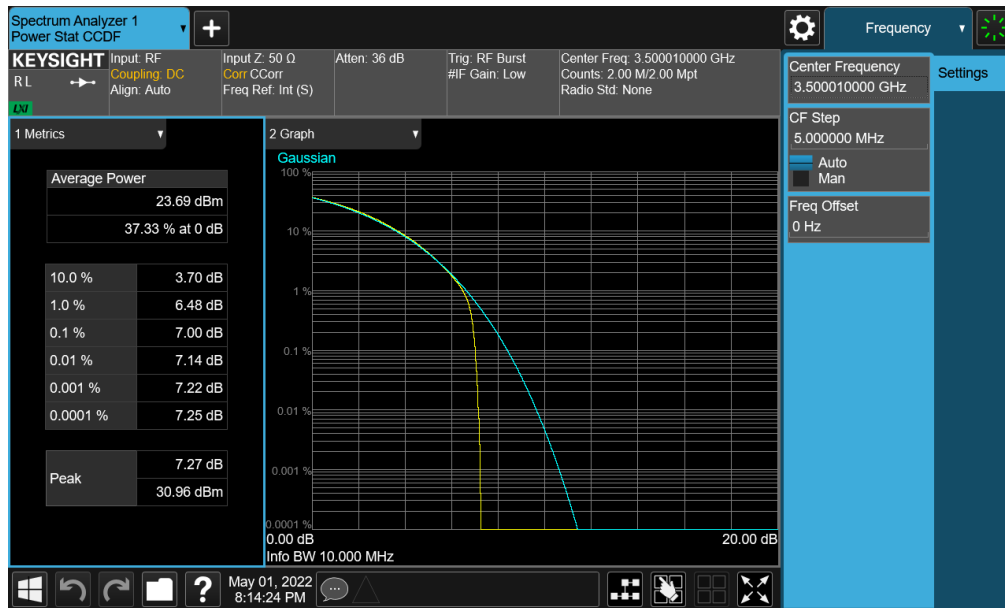 Spectrum Analyzer 1
Power Stat CCDF
+
Frequency
KEYSIGHT
RL
LXI
Input: RF
Coupling: DC
Align: Auto
Input Z: 50 Ω
Corr CCorr
Freq Ref: Int (S)
Atten: 36 dB
Trig: RF Burst
#IF Gain: Low
Center Freq: 3.500010000 GHz
Counts: 2.00 M/2.00 Mpt
Radio Std: None
Center Frequency
3.500010000 GHz
Settings
CF Step
5.000000 MHz
Auto
Man
Freq Offset
0 Hz
1 Metrics
Average Power
23.69 dBm
37.33 % at 0 dB
10.0 % 3.70 dB
1.0 % 6.48 dB
0.1 % 7.00 dB
0.01 % 7.14 dB
0.001 % 7.22 dB
0.0001 % 7.25 dB
Peak
7.27 dB
30.96 dBm
2 Graph
Gaussian
100 %
10 %
1 %
0.1 %
0.01 %
0.001 %
0.0001 %
0.00 dB 20.00 dB
Info BW 10.000 MHz
?
May 01, 2022
8:14:24 PM